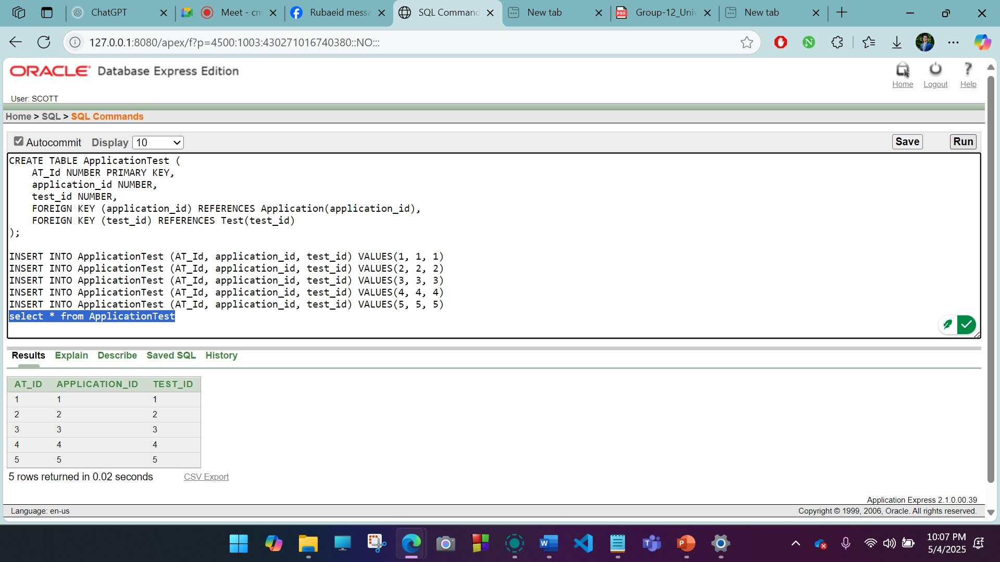 ChatGPT
Meet - cm
Rubaeid messa
SQL Command
New tab
Group-12_Univ
New tab
127.0.0.1:8080/apex/f?p=4500:1003:430271016740380::NO:::
ORACLE Database Express Edition
Home Logout Help
User: SCOTT
Home > SQL > SQL Commands
Autocommit Display 10 Save Run
CREATE TABLE ApplicationTest (
    AT_Id NUMBER PRIMARY KEY,
    application_id NUMBER,
    test_id NUMBER,
    FOREIGN KEY (application_id) REFERENCES Application(application_id),
    FOREIGN KEY (test_id) REFERENCES Test(test_id)
);
INSERT INTO ApplicationTest (AT_Id, application_id, test_id) VALUES(1, 1, 1)
INSERT INTO ApplicationTest (AT_Id, application_id, test_id) VALUES(2, 2, 2)
INSERT INTO ApplicationTest (AT_Id, application_id, test_id) VALUES(3, 3, 3)
INSERT INTO ApplicationTest (AT_Id, application_id, test_id) VALUES(4, 4, 4)
INSERT INTO ApplicationTest (AT_Id, application_id, test_id) VALUES(5, 5, 5)
select * from ApplicationTest
Results Explain Describe Saved SQL History
AT_ID APPLICATION_ID TEST_ID
1 1 1
2 2 2
3 3 3
4 4 4
5 5 5
5 rows returned in 0.02 seconds CSV Export
Application Express 2.1.0.00.39
Language: en-us Copyright © 1999, 2006, Oracle. All rights reserved.
10:07 PM
5/4/2025